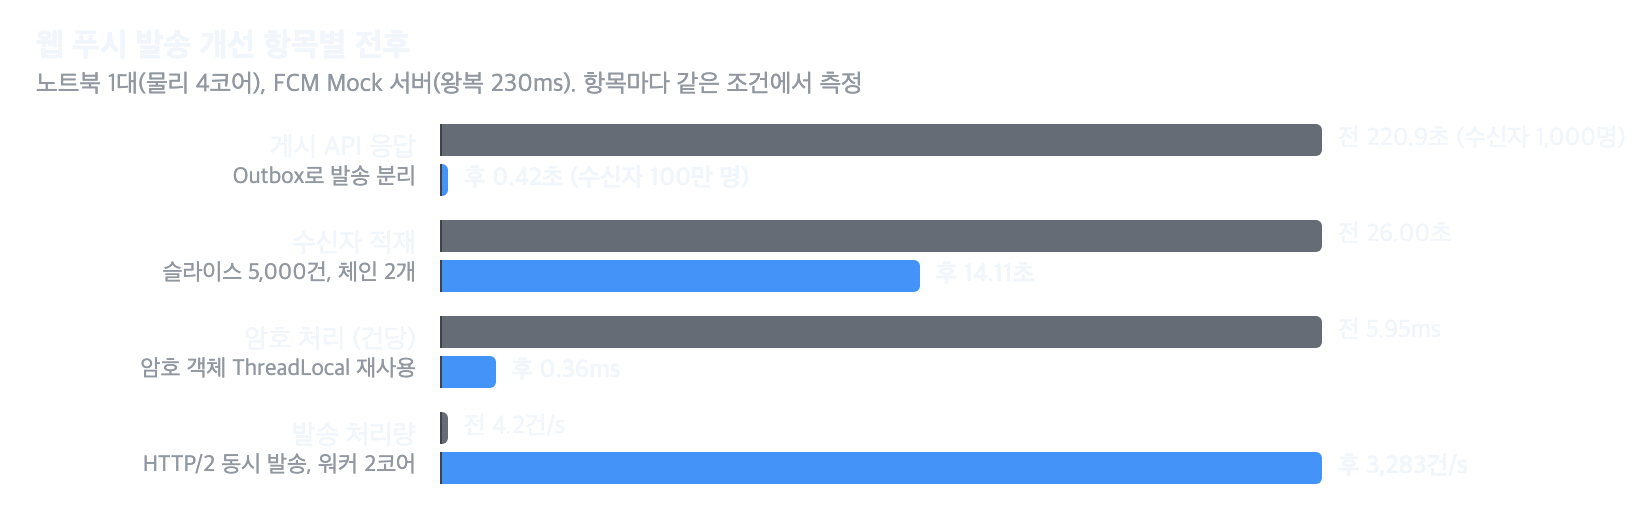 웹 푸시 발송 개선 항목별 전후
노트북 1대(물리 4코어), FCM Mock 서버(왕복 230ms). 항목마다 같은 조건에서 측정
게시 API 응답
전 220.9초 (수신자 1,000명)
Outbox로 발송 분리
후 0.42초 (수신자 100만 명)
수신자 적재
전 26.00초
슬라이스 5,000건, 체인 2개
후 14.11초
암호 처리 (건당)
전 5.95ms
암호 객체 ThreadLocal 재사용
후 0.36ms
발송 처리량
전 4.2건/s
HTTP/2 동시 발송, 워커 2코어
후 3,283건/s